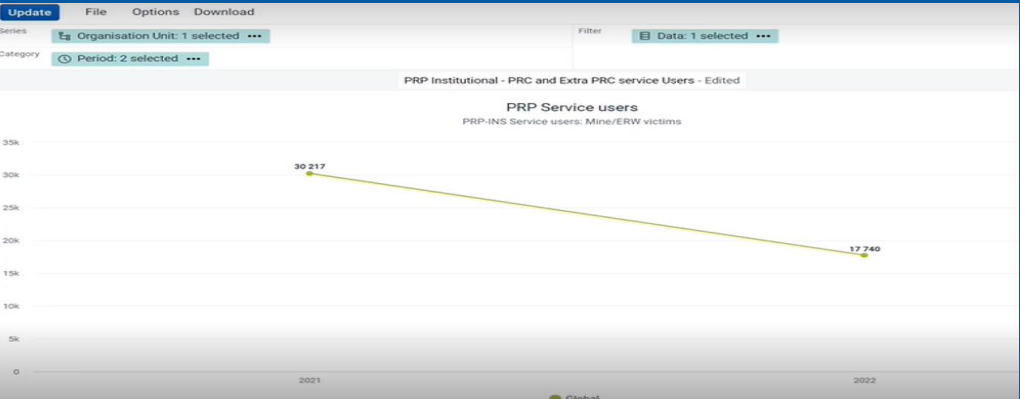 Update File Options Download
Series Organisation Unit: 1 selected ••• Filter Data: 1 selected •••
Category Period: 2 selected •••
PRP Institutional - PRC and Extra PRC service Users - Edited
PRP Service users
PRP-INS Service users: Mine/ERW victims
35k
30 217
30k
25k
20k
17 740
15k
10k
5k
0
2021 2022
Global